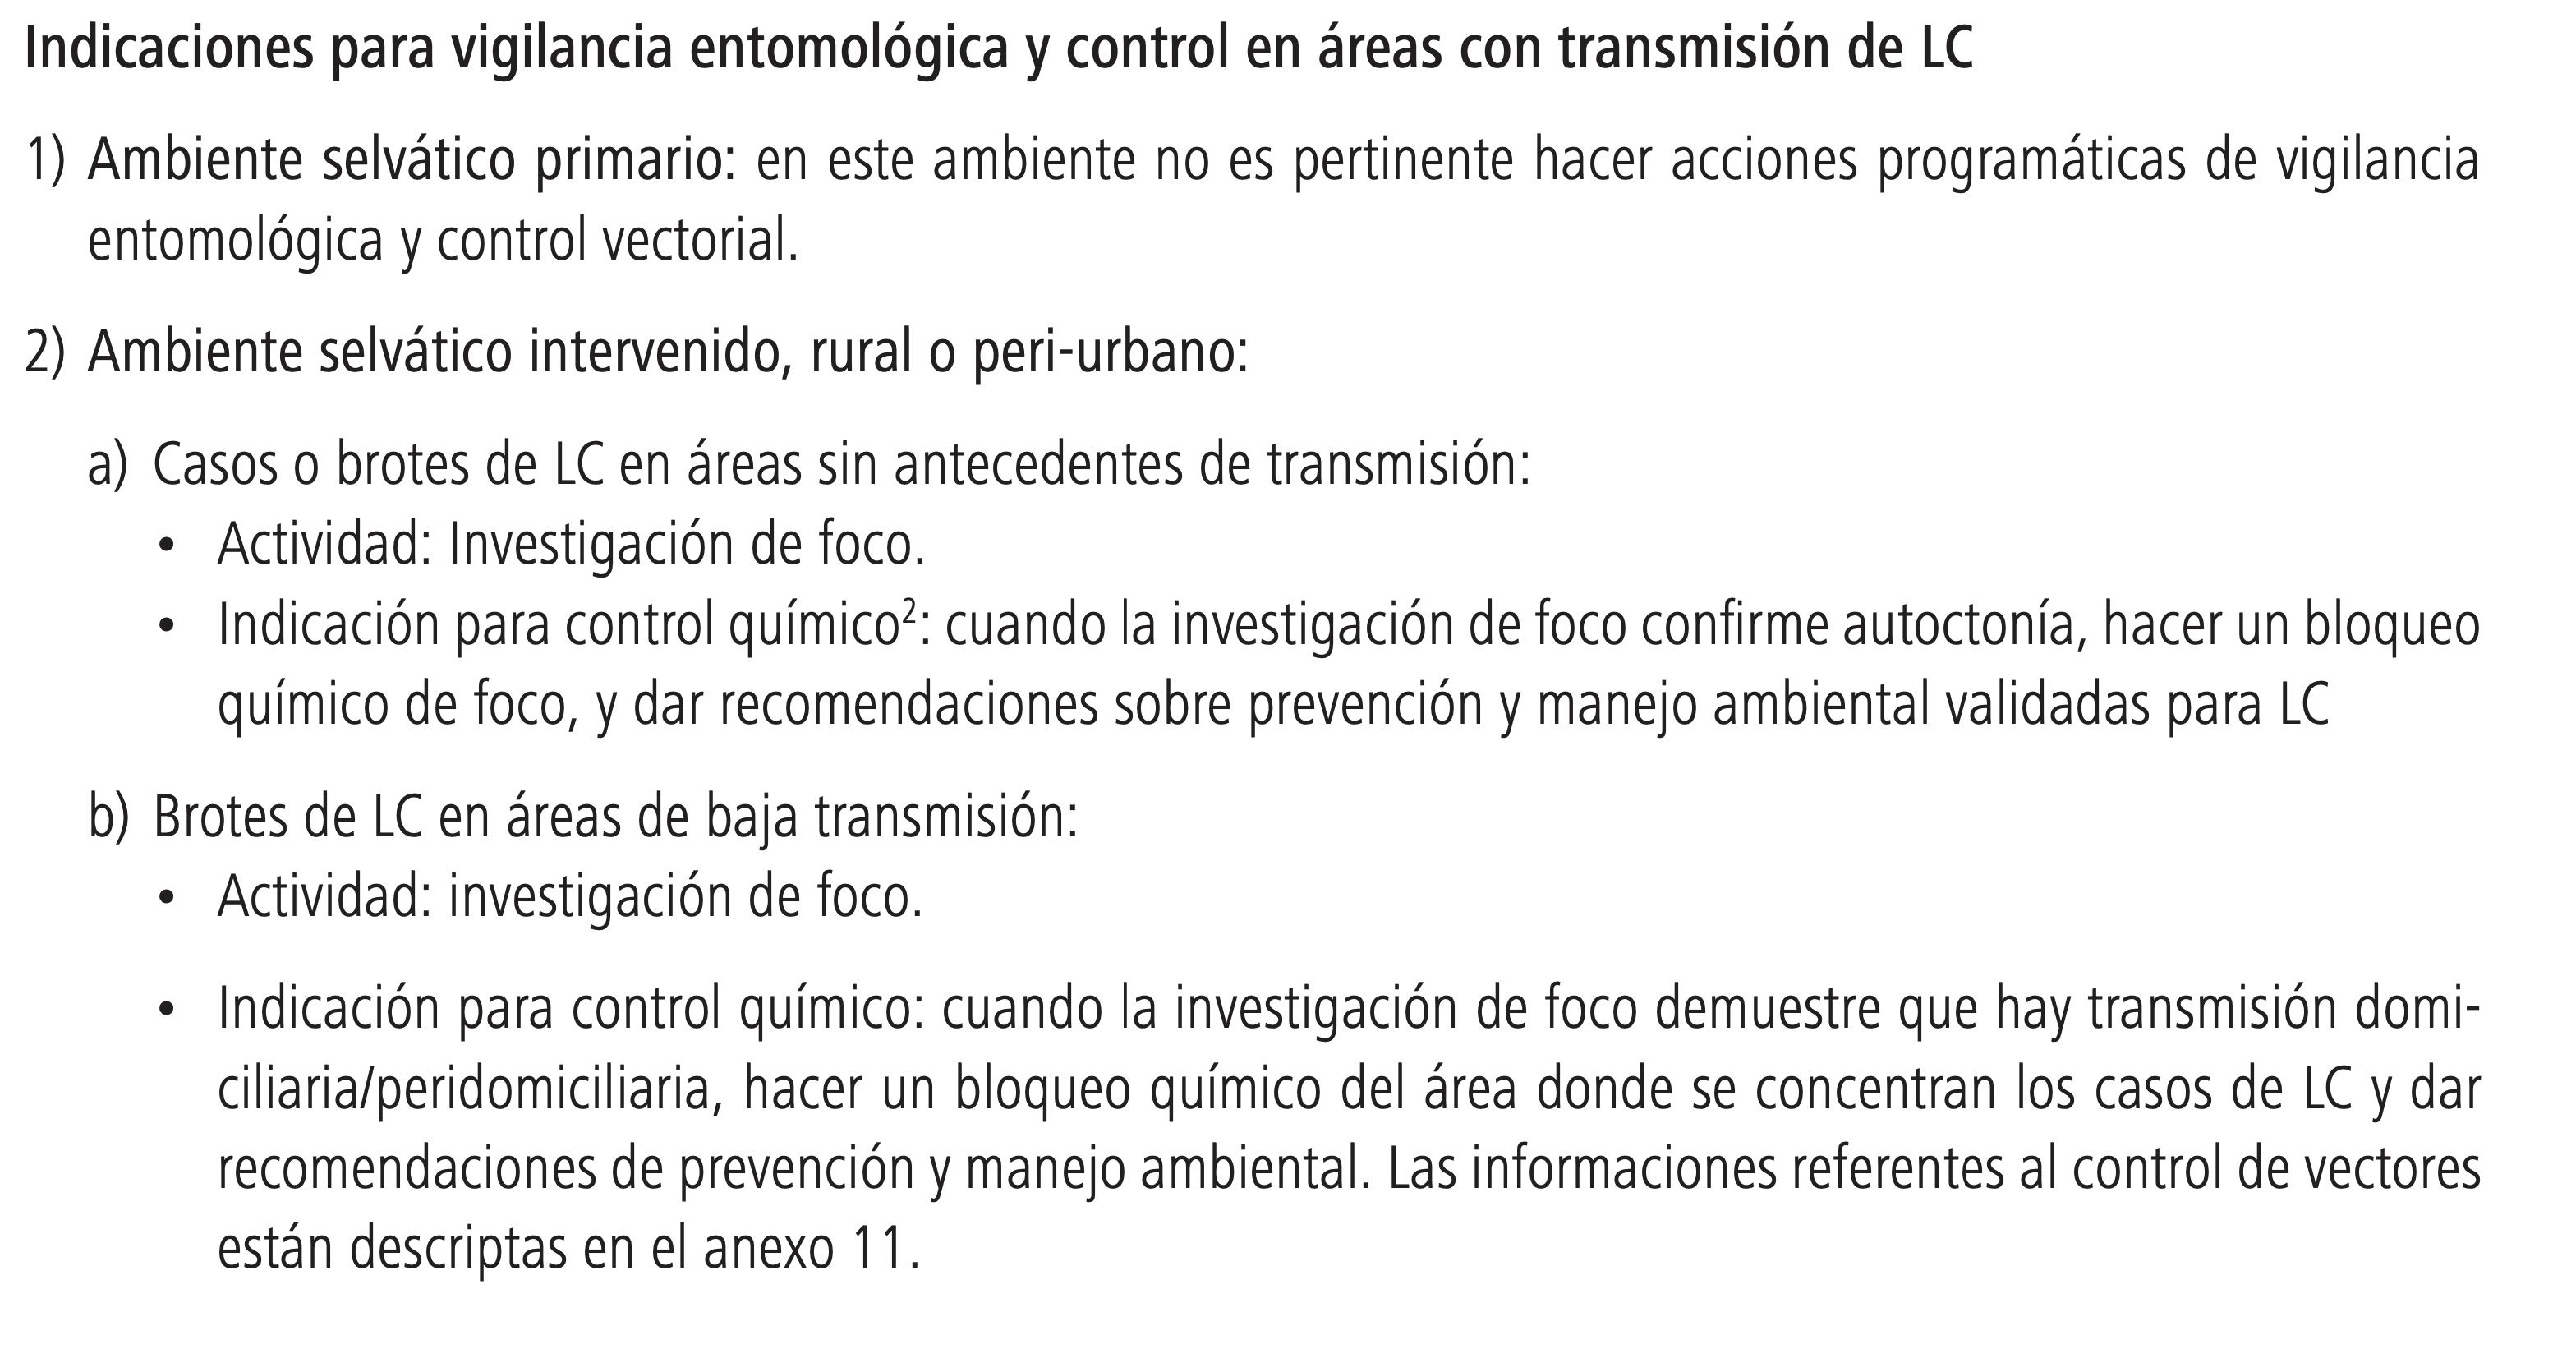 Indicaciones para vigilancia entomológica y control en áreas con transmisión de LC
1) Ambiente selvático primario: en este ambiente no es pertinente hacer acciones programáticas de vigilancia
entomológica y control vectorial.
2) Ambiente selvático intervenido, rural o peri-urbano:
a) Casos o brotes de LC en áreas sin antecedentes de transmisión:
• Actividad: Investigación de foco.
• Indicación para control químico²: cuando la investigación de foco confirme autoctonía, hacer un bloqueo
químico de foco, y dar recomendaciones sobre prevención y manejo ambiental validadas para LC
b) Brotes de LC en áreas de baja transmisión:
• Actividad: investigación de foco.
• Indicación para control químico: cuando la investigación de foco demuestre que hay transmisión domi-
ciliaria/peridomiciliaria, hacer un bloqueo químico del área donde se concentran los casos de LC y dar
recomendaciones de prevención y manejo ambiental. Las informaciones referentes al control de vectores
están descriptas en el anexo 11.